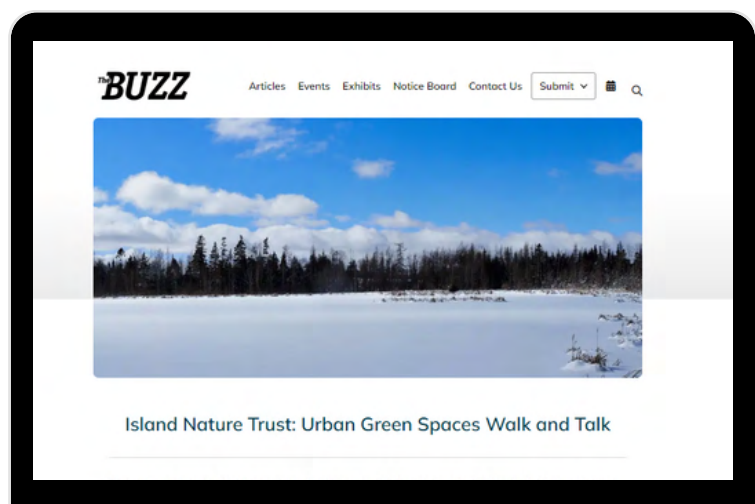 The BUZZ
Articles Events Exhibits Notice Board Contact Us Submit
Island Nature Trust: Urban Green Spaces Walk and Talk